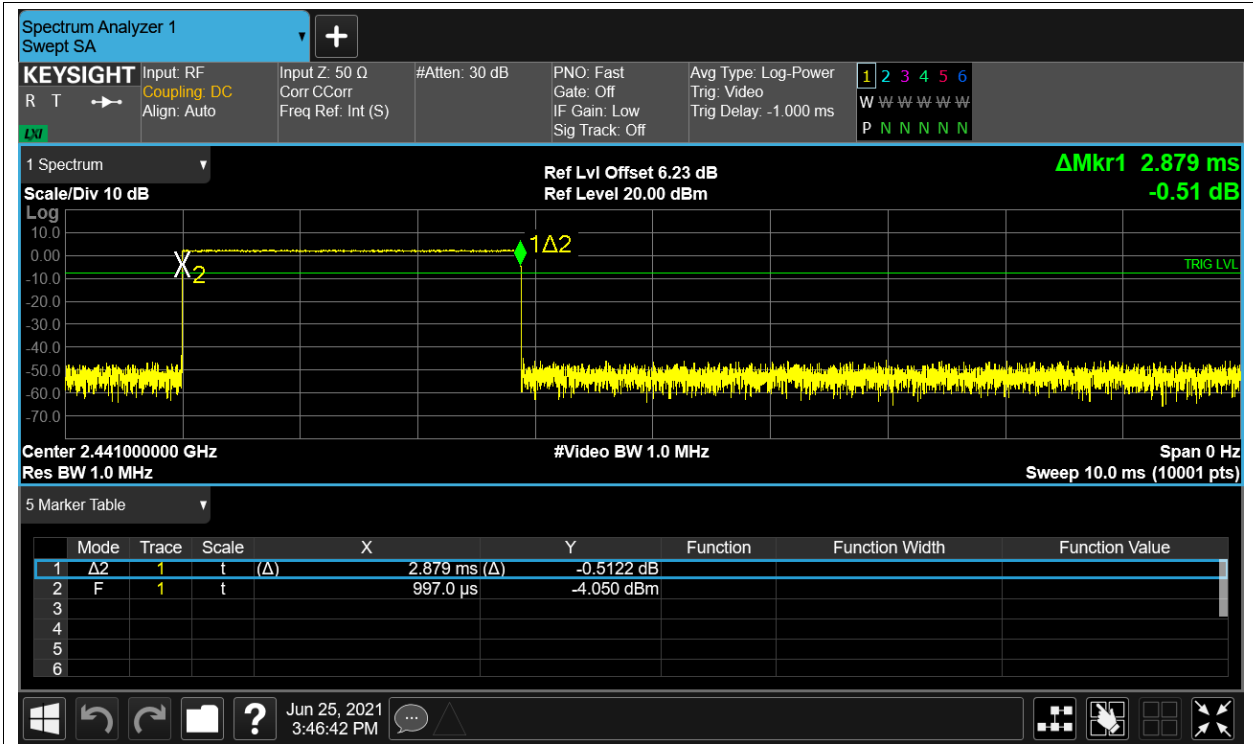 Spectrum Analyzer 1
Swept SA
KEYSIGHT
R T
LXI
Input: RF
Coupling: DC
Align: Auto
Input Z: 50 Ω
Corr CCorr
Freq Ref: Int (S)
#Atten: 30 dB
PNO: Fast
Gate: Off
IF Gain: Low
Sig Track: Off
Avg Type: Log-Power
Trig: Video
Trig Delay: -1.000 ms
1 2 3 4 5 6
W W W W W W
P N N N N N
1 Spectrum
Scale/Div 10 dB
Ref Lvl Offset 6.23 dB
Ref Level 20.00 dBm
ΔMkr1 2.879 ms
-0.51 dB
Log
10.0
0.00
-10.0
-20.0
-30.0
-40.0
-50.0
-60.0
-70.0
1Δ2
2
TRIG LVL
Center 2.441000000 GHz
#Video BW 1.0 MHz
Span 0 Hz
Res BW 1.0 MHz
Sweep 10.0 ms (10001 pts)
5 Marker Table
Mode Trace Scale X Y Function Function Width Function Value
1 Δ2 1 t (Δ) 2.879 ms (Δ) -0.5122 dB
2 F 1 t 997.0 µs -4.050 dBm
3
4
5
6
?
Jun 25, 2021
3:46:42 PM